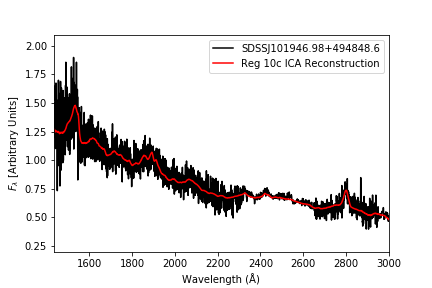 SDSSJ101946.98+494848.6
Reg 10c ICA Reconstruction
2.00
1.75
1.50
1.25
1.00
0.75
0.50
0.25
Fλ [Arbitrary Units]
1600 1800 2000 2200 2400 2600 2800 3000
Wavelength (Å)